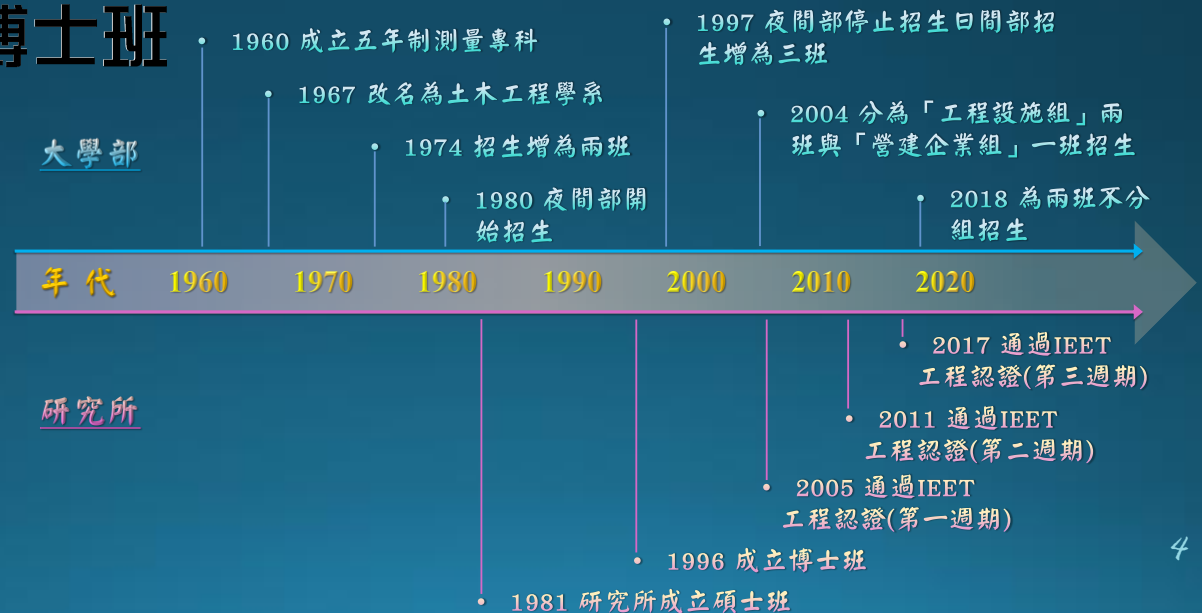 博士班
1960 成立五年制測量專科
1967 改名為土木工程學系
1974 招生增為兩班
1980 夜間部開
始招生
1997 夜間部停止招生日間部招
生增為三班
2004 分為「工程設施組」兩
班與「營建企業組」一班招生
2018 為兩班不分
組招生
大學部
年代 1960 1970 1980 1990 2000 2010 2020
研究所
2017 通過IEET
工程認證(第三週期)
2011 通過IEET
工程認證(第二週期)
2005 通過IEET
工程認證(第一週期)
1996 成立博士班
1981 研究所成立碩士班
4